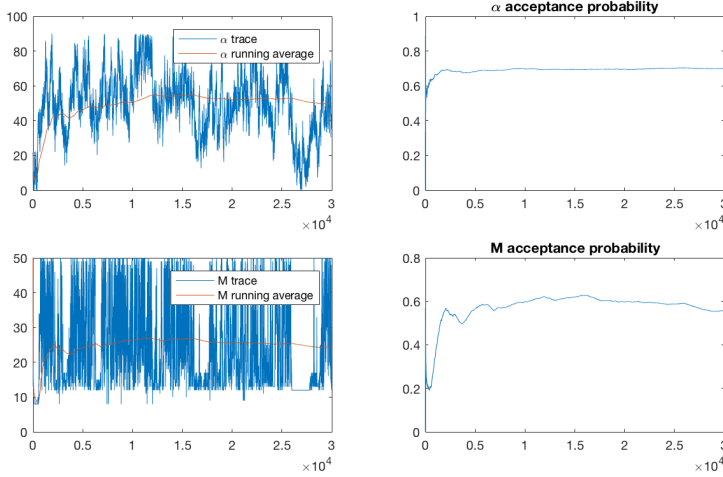 α acceptance probability
100
80
60
40
20
0
α trace
α running average
0 0.5 1 1.5 2 2.5 3
×10⁴
1
0.8
0.6
0.4
0.2
0
0 0.5 1 1.5 2 2.5 3
×10⁴
50
40
30
20
10
0
M trace
M running average
0 0.5 1 1.5 2 2.5 3
×10⁴
M acceptance probability
0.8
0.6
0.4
0.2
0
0 0.5 1 1.5 2 2.5 3
×10⁴